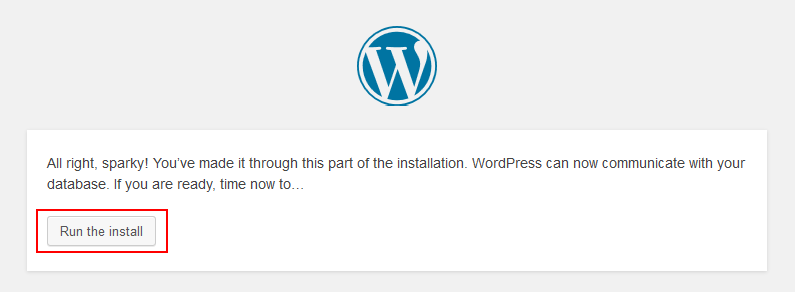 All right, sparky! You’ve made it through this part of the installation. WordPress can now communicate with your
database. If you are ready, time now to…
Run the install